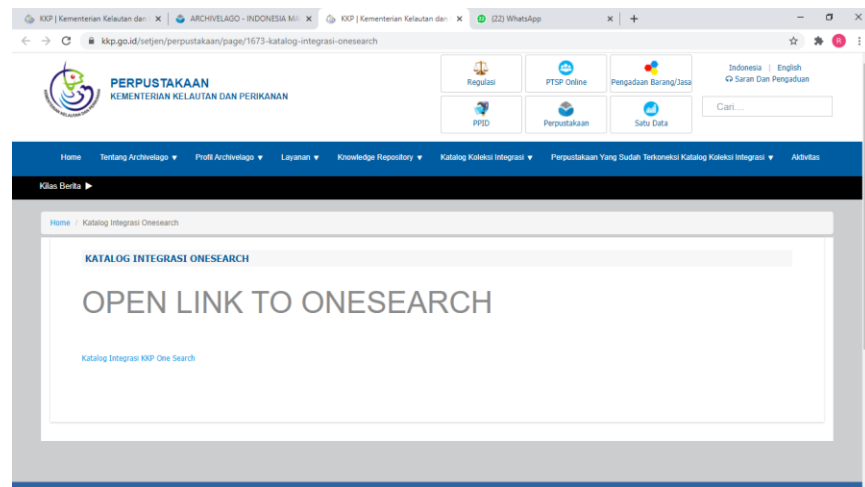 KKP | Kementerian Kelautan dan
ARCHIVELAGO - INDONESIA MA
KKP | Kementerian Kelautan dan
(22) WhatsApp
kkp.go.id/setjen/perpustakaan/page/1673-katalog-integrasi-onesearch
R
PERPUSTAKAAN
KEMENTERIAN KELAUTAN DAN PERIKANAN
Regulasi
PTSP Online
Pengadaan Barang/Jasa
PPID
Perpustakaan
Satu Data
Indonesia | English
Saran Dan Pengaduan
Cari....
Home Tentang Archivelago Profil Archivelago Layanan Knowledge Repository Katalog Koleksi Integrasi Perpustakaan Yang Sudah Terkoneksi Katalog Koleksi Integrasi Aktivitas
Kilas Berita
Home / Katalog Integrasi Onesearch
KATALOG INTEGRASI ONESEARCH
OPEN LINK TO ONESEARCH
Katalog Integrasi KKP One Search